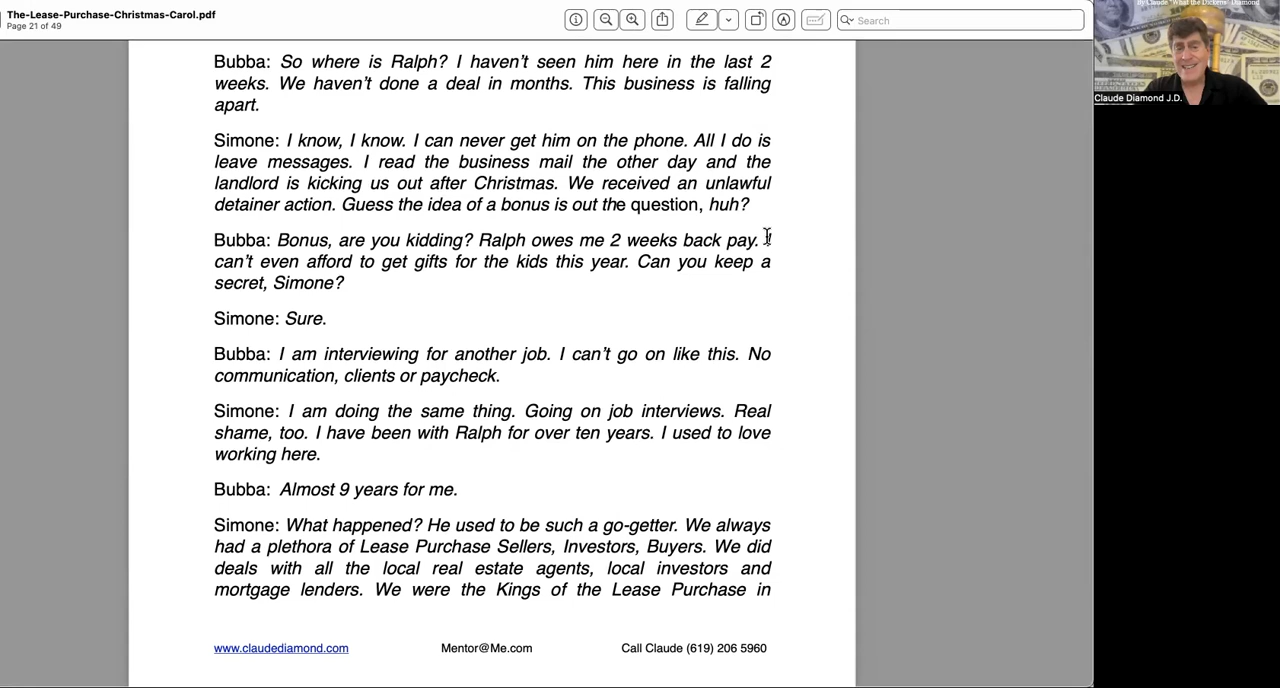 The-Lease-Purchase-Christmas-Carol.pdf
Page 21 of 49
Search
By Claude "What the Dickens" Diamond
Claude Diamond J.D.
Bubba: So where is Ralph? I haven't seen him here in the last 2
weeks. We haven't done a deal in months. This business is falling
apart.
Simone: I know, I know. I can never get him on the phone. All I do is
leave messages. I read the business mail the other day and the
landlord is kicking us out after Christmas. We received an unlawful
detainer action. Guess the idea of a bonus is out the question, huh?
Bubba: Bonus, are you kidding? Ralph owes me 2 weeks back pay. I
can't even afford to get gifts for the kids this year. Can you keep a
secret, Simone?
Simone: Sure.
Bubba: I am interviewing for another job. I can't go on like this. No
communication, clients or paycheck.
Simone: I am doing the same thing. Going on job interviews. Real
shame, too. I have been with Ralph for over ten years. I used to love
working here.
Bubba: Almost 9 years for me.
Simone: What happened? He used to be such a go-getter. We always
had a plethora of Lease Purchase Sellers, Investors, Buyers. We did
deals with all the local real estate agents, local investors and
mortgage lenders. We were the Kings of the Lease Purchase in
www.claudediamond.com Mentor@Me.com Call Claude (619) 206 5960